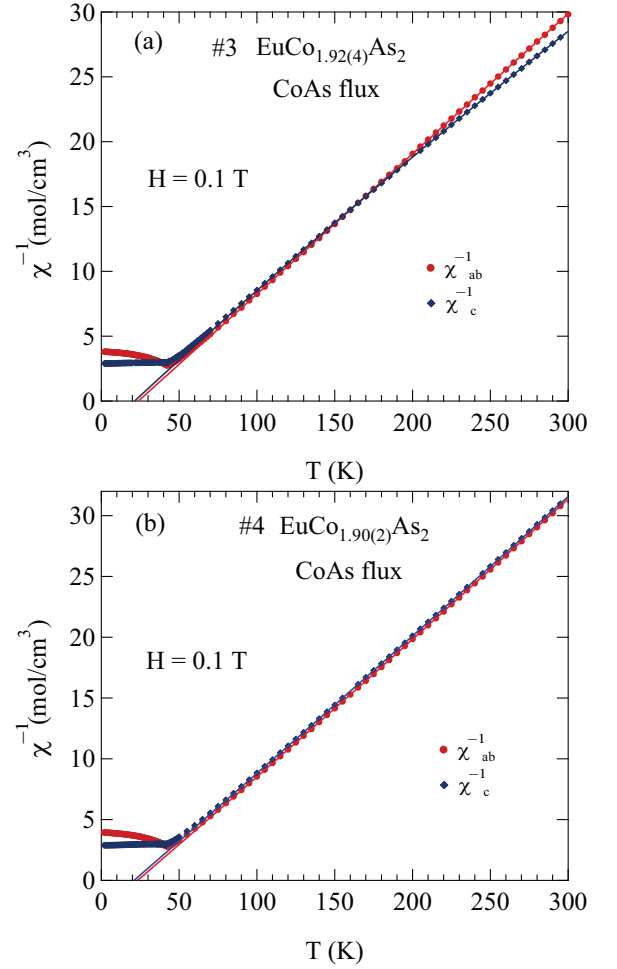 30
25
20
15
10
5
0
χ⁻¹(mol/cm³)
(a)
#3 EuCo₁.₉₂₍₄₎As₂
CoAs flux
H = 0.1 T
χ⁻¹ab
χ⁻¹c
0 50 100 150 200 250 300
T (K)
30
25
20
15
10
5
0
χ⁻¹(mol/cm³)
(b)
#4 EuCo₁.₉₀₍₂₎As₂
CoAs flux
H = 0.1 T
χ⁻¹ab
χ⁻¹c
0 50 100 150 200 250 300
T (K)